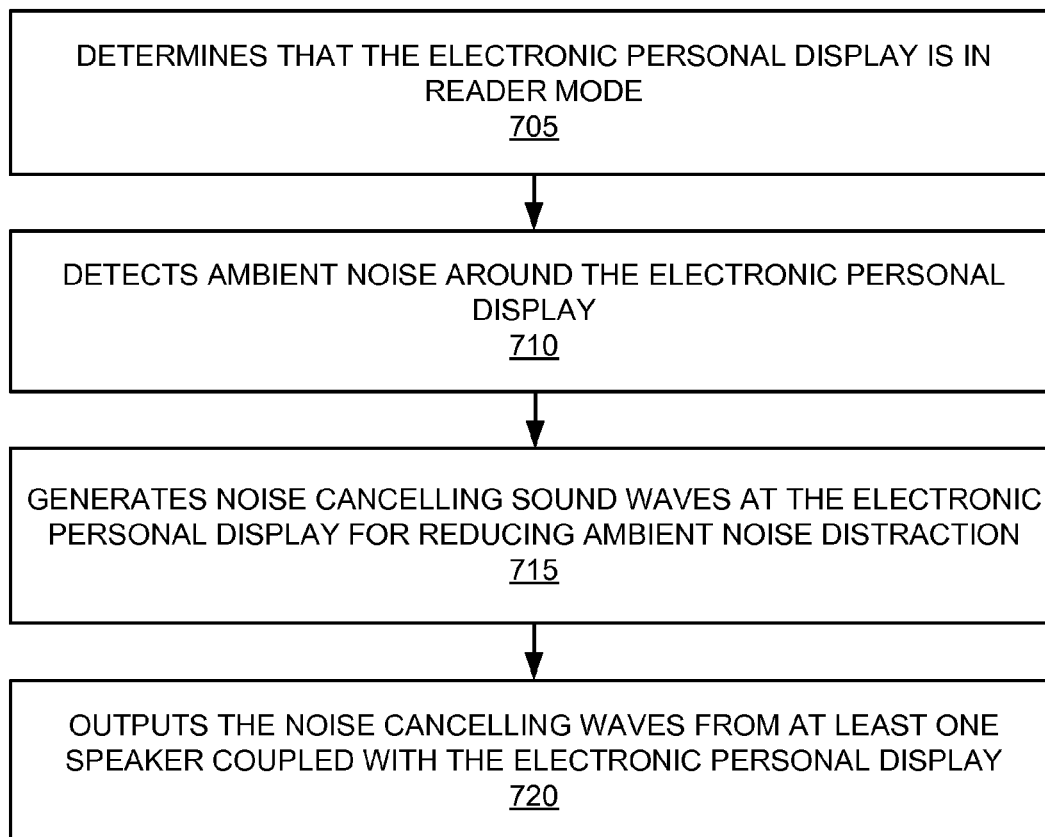 DETERMINES THAT THE ELECTRONIC PERSONAL DISPLAY IS IN
READER MODE
705
DETECTS AMBIENT NOISE AROUND THE ELECTRONIC PERSONAL
DISPLAY
710
GENERATES NOISE CANCELLING SOUND WAVES AT THE ELECTRONIC
PERSONAL DISPLAY FOR REDUCING AMBIENT NOISE DISTRACTION
715
OUTPUTS THE NOISE CANCELLING WAVES FROM AT LEAST ONE
SPEAKER COUPLED WITH THE ELECTRONIC PERSONAL DISPLAY
720